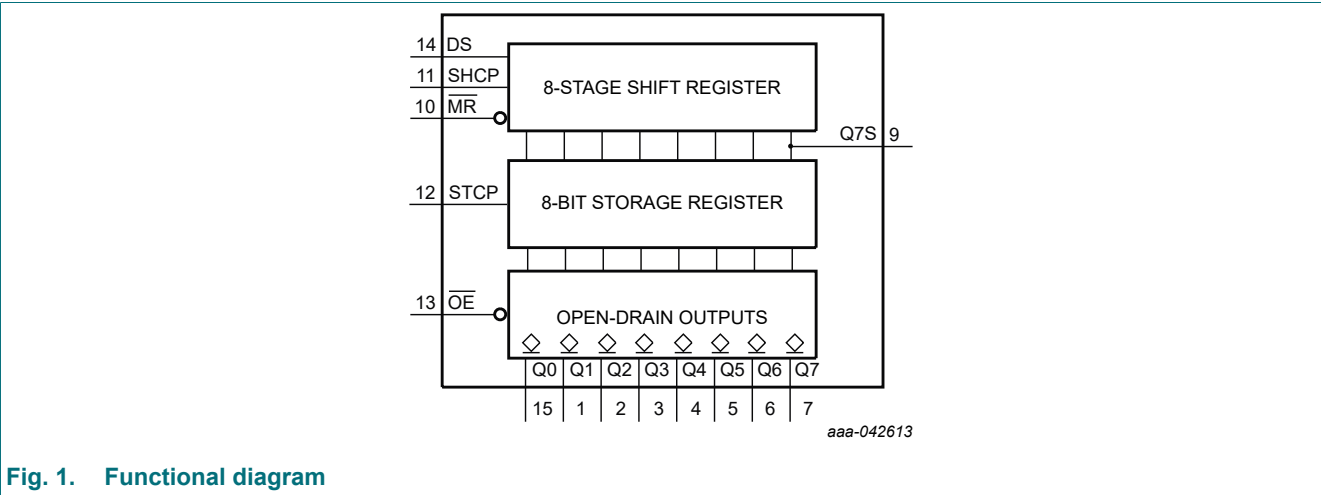 14 DS
11 SHCP
8-STAGE SHIFT REGISTER
10 MR
Q7S 9
12 STCP
8-BIT STORAGE REGISTER
13 OE
OPEN-DRAIN OUTPUTS
Q0 Q1 Q2 Q3 Q4 Q5 Q6 Q7
15 1 2 3 4 5 6 7
aaa-042613
Fig. 1. Functional diagram